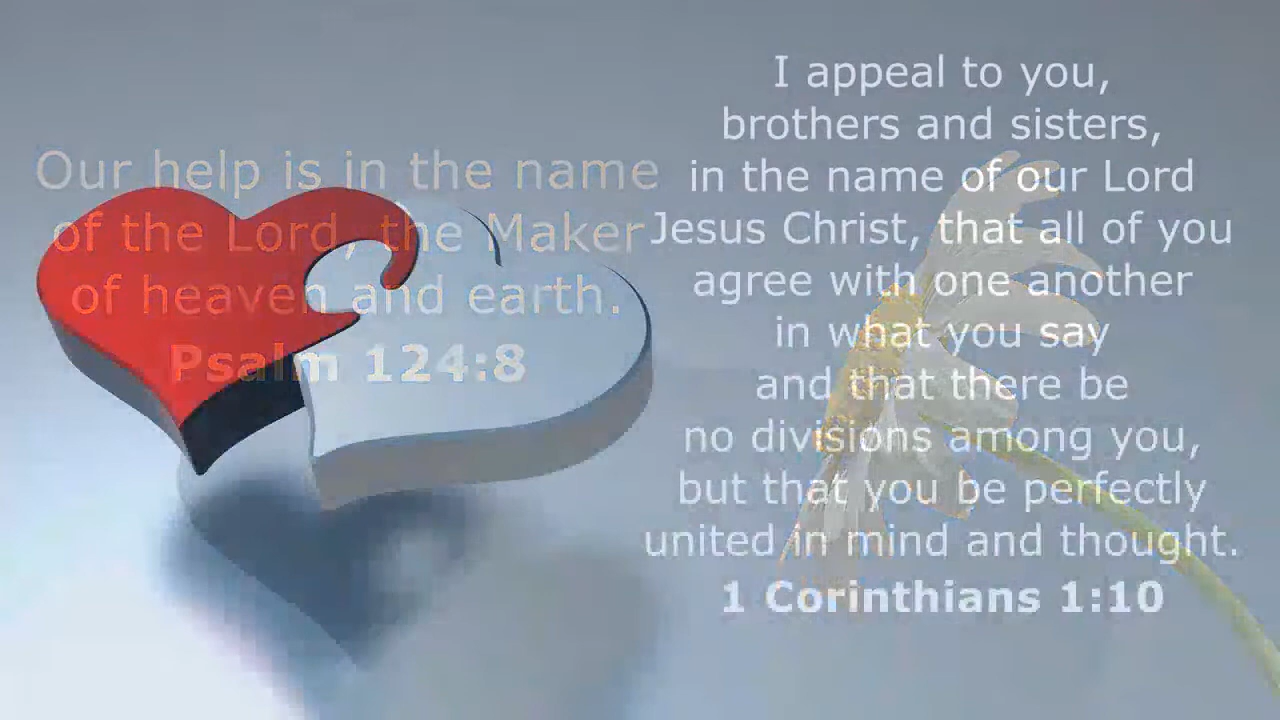 Our help is in the name
of the Lord, the Maker
of heaven and earth.
Psalm 124:8
I appeal to you,
brothers and sisters,
in the name of our Lord
Jesus Christ, that all of you
agree with one another
in what you say
and that there be
no divisions among you,
but that you be perfectly
united in mind and thought.
1 Corinthians 1:10